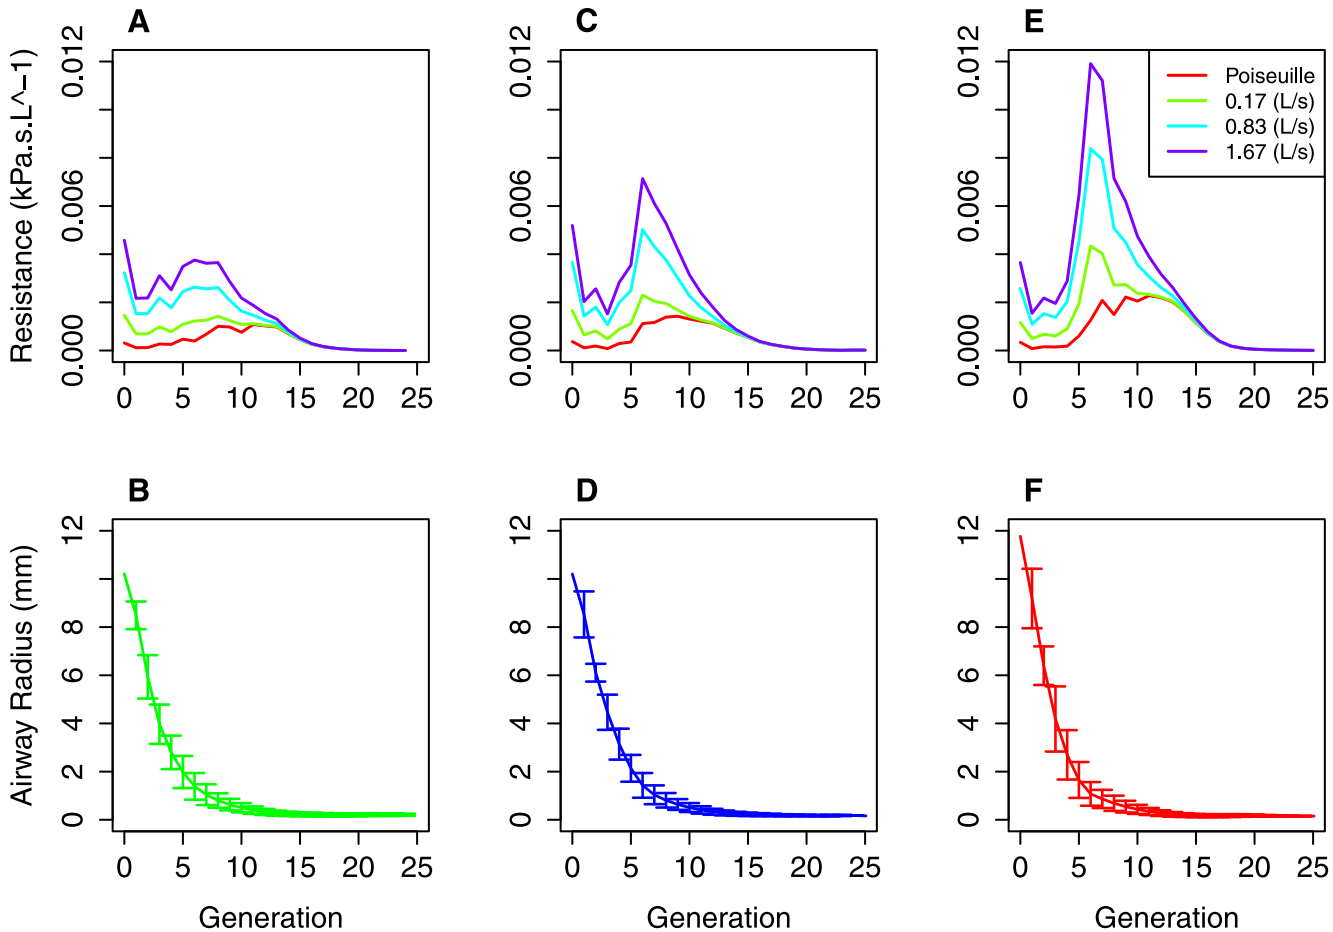 A
C
E
Resistance (kPa.s.L^−1)
0.000
0.006
0.012
0 5 10 15 20 25
0.000
0.006
0.012
0 5 10 15 20 25
0.000
0.006
0.012
0 5 10 15 20 25
Poiseuille
0.17 (L/s)
0.83 (L/s)
1.67 (L/s)
B
D
F
Airway Radius (mm)
12
8
6
4
2
0
0 5 10 15 20 25
Generation
12
8
6
4
2
0
0 5 10 15 20 25
Generation
12
8
6
4
2
0
0 5 10 15 20 25
Generation